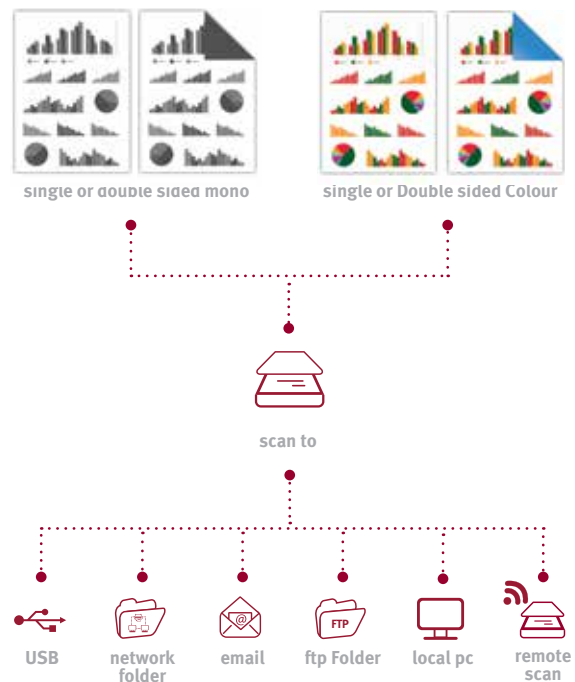 single or double sided mono
single or Double sided Colour
scan to
@
FTP
USB
network
folder
email
ftp Folder
local pc
remote
scan